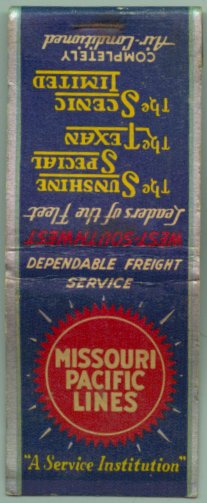 WEST-SOUTHWEST
Leaders of the Fleet
The SUNSHINE
SPECIAL
The TEXAN
The SCENIC
LIMITED
COMPLETELY
Air-Conditioned
DEPENDABLE FREIGHT
SERVICE
MISSOURI
PACIFIC
LINES
"A Service Institution"